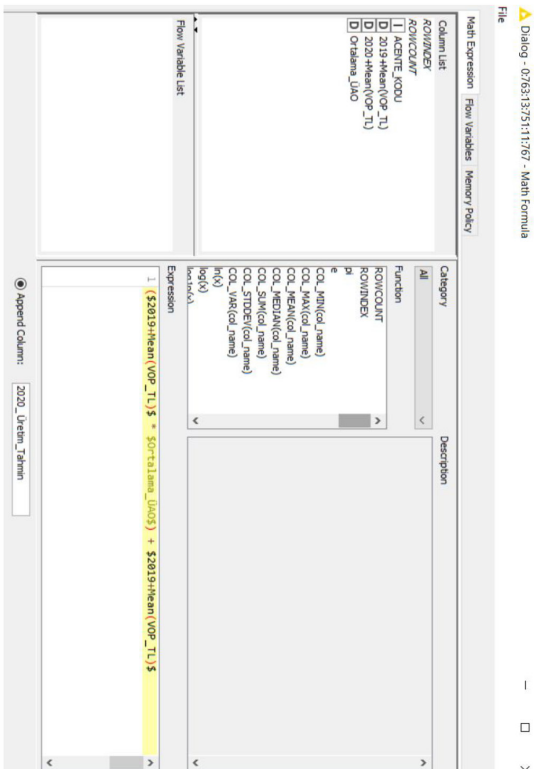 Dialog - 0:763:13:751:11:767 - Math Formula
File
Math Expression Flow Variables Memory Policy
Column List
ROWINDEX
ROWCOUNT
I ACENTE_KODU
D 2019+Mean(VOP_TL)
D 2020+Mean(VOP_TL)
D Ortalama_ÜAO
Flow Variable List
Category
All
Function
ROWCOUNT
ROWINDEX
pi
e
COL_MIN(col_name)
COL_MAX(col_name)
COL_MEAN(col_name)
COL_MEDIAN(col_name)
COL_SUM(col_name)
COL_STDDEV(col_name)
COL_VAR(col_name)
ln(x)
log(x)
Description
Expression
1 ($2019+Mean(VOP_TL)$ * $Ortalama_ÜAO$) + $2019+Mean(VOP_TL)$
Append Column: 2020_Üretim_Tahmin